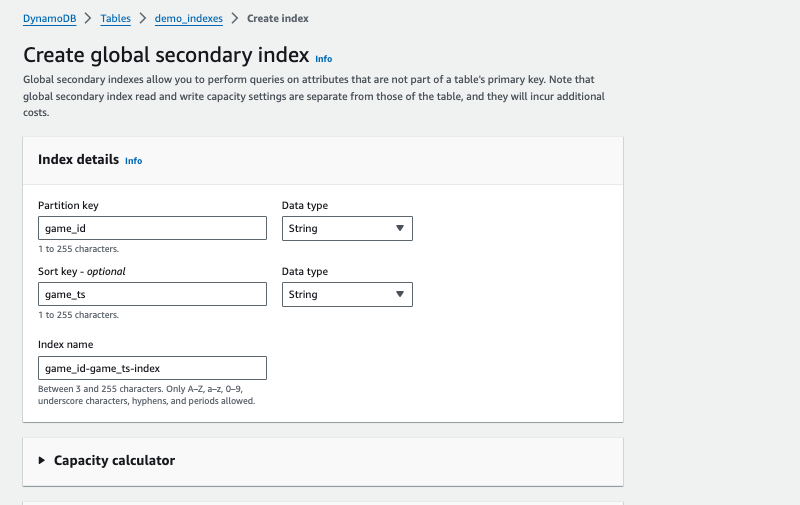 DynamoDB > Tables > demo_indexes > Create index
Create global secondary index Info
Global secondary indexes allow you to perform queries on attributes that are not part of a table's primary key. Note that
global secondary index read and write capacity settings are separate from those of the table, and they will incur additional
costs.
Index details Info
Partition key Data type
game_id String
1 to 255 characters.
Sort key - optional Data type
game_ts String
1 to 255 characters.
Index name
game_id-game_ts-index
Between 3 and 255 characters. Only A–Z, a–z, 0–9,
underscore characters, hyphens, and periods allowed.
Capacity calculator